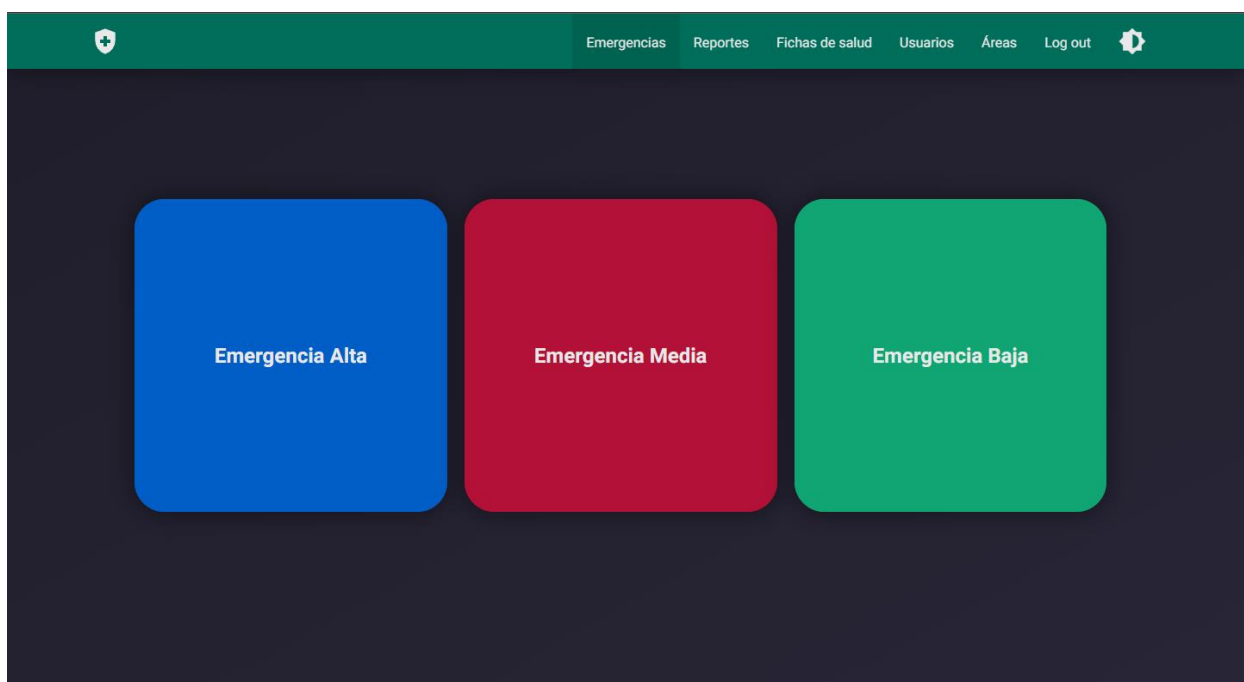 Emergencias Reportes Fichas de salud Usuarios Áreas Log out
Emergencia Alta
Emergencia Media
Emergencia Baja